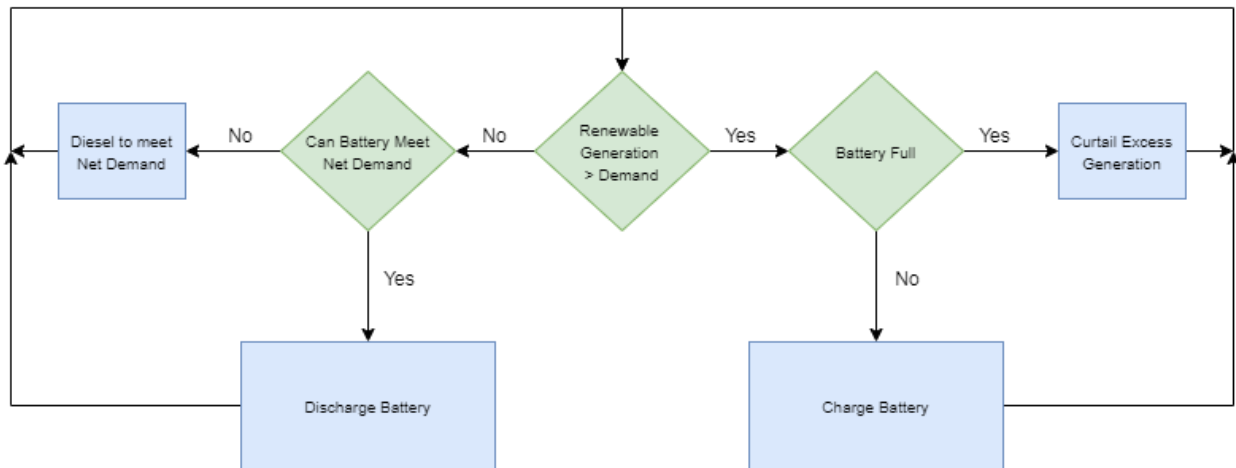 Diesel to meet
Net Demand
No
Can Battery Meet
Net Demand
No
Renewable
Generation
> Demand
Yes
Battery Full
Yes
Curtail Excess
Generation
Yes
No
Discharge Battery
Charge Battery